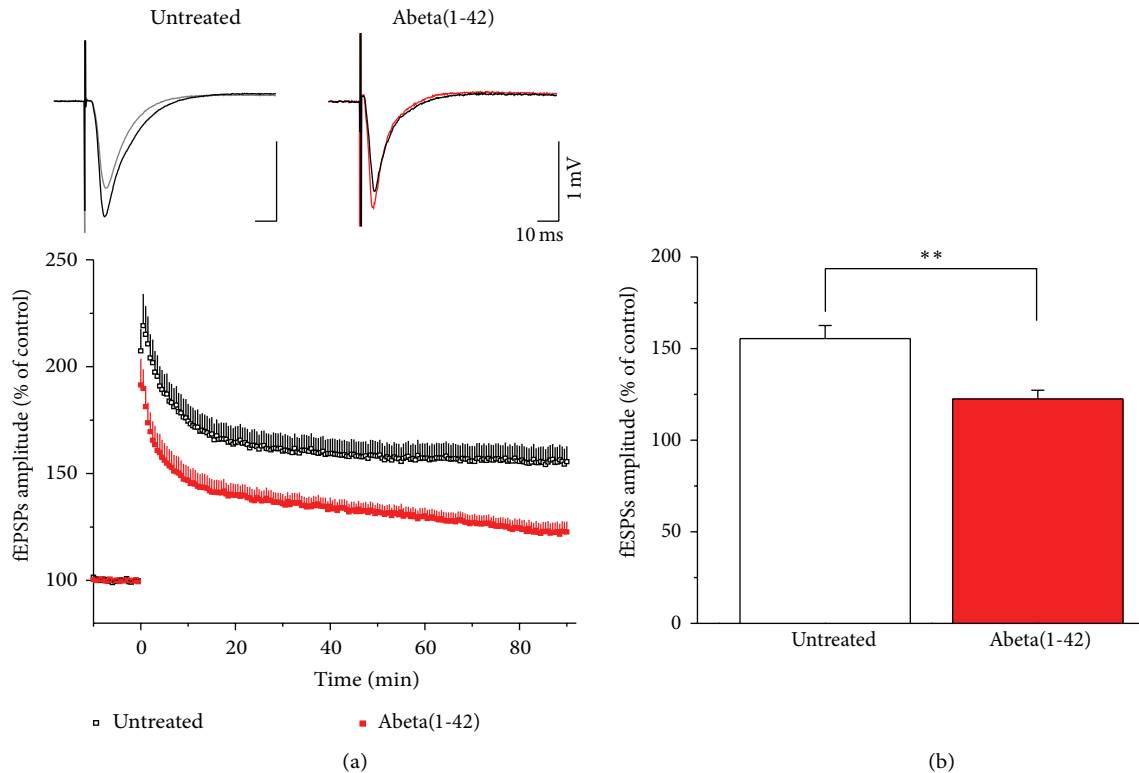 Untreated
Abeta(1-42)
1 mV
10 ms
fEPSPs amplitude (% of control)
250
200
150
100
0
20
40
60
80
Time (min)
Untreated
Abeta(1-42)
(a)
fESPSs amplitude (% of control)
200
150
100
50
0
**
Untreated
Abeta(1-42)
(b)